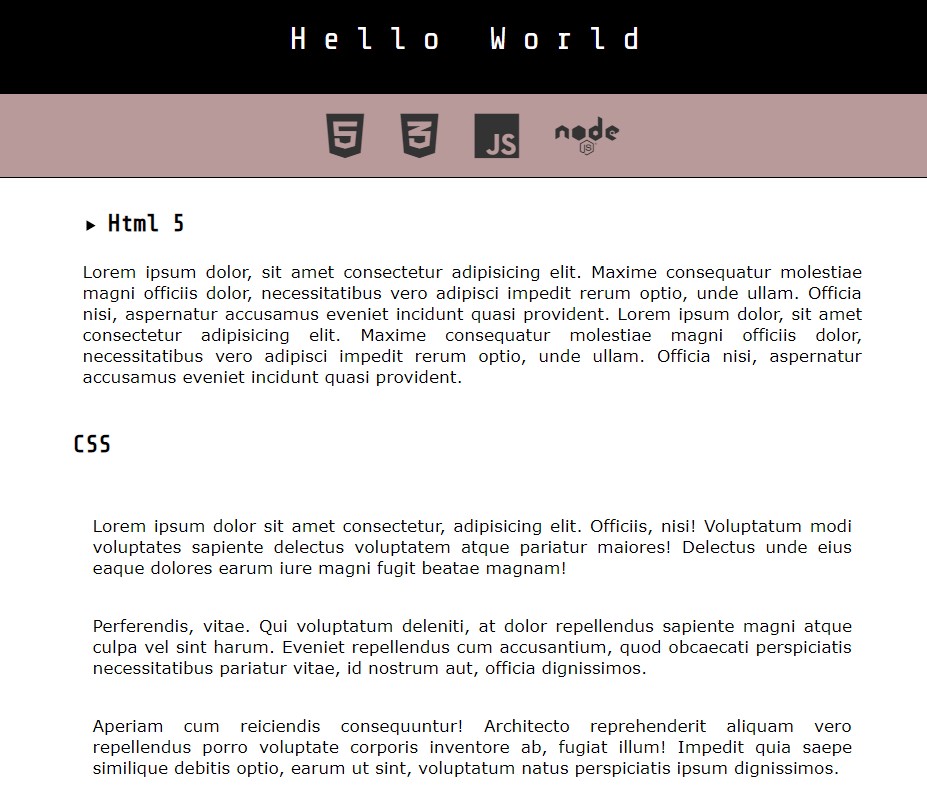 Hello World
5 3 JS node JS
Html 5
Lorem ipsum dolor, sit amet consectetur adipisicing elit. Maxime consequatur molestiae
magni officiis dolor, necessitatibus vero adipisci impedit rerum optio, unde ullam. Officia
nisi, aspernatur accusamus eveniet incidunt quasi provident. Lorem ipsum dolor, sit amet
consectetur adipisicing elit. Maxime consequatur molestiae magni officiis dolor,
necessitatibus vero adipisci impedit rerum optio, unde ullam. Officia nisi, aspernatur
accusamus eveniet incidunt quasi provident.
CSS
Lorem ipsum dolor sit amet consectetur, adipisicing elit. Officiis, nisi! Voluptatum modi
voluptates sapiente delectus voluptatem atque pariatur maiores! Delectus unde eius
eaque dolores earum iure magni fugit beatae magnam!
Perferendis, vitae. Qui voluptatum deleniti, at dolor repellendus sapiente magni atque
culpa vel sint harum. Eveniet repellendus cum accusantium, quod obcaecati perspiciatis
necessitatibus pariatur vitae, id nostrum aut, officia dignissimos.
Aperiam cum reiciendis consequuntur! Architecto reprehenderit aliquam vero
repellendus porro voluptate corporis inventore ab, fugiat illum! Impedit quia saepe
similique debitis optio, earum ut sint, voluptatum natus perspiciatis ipsum dignissimos.